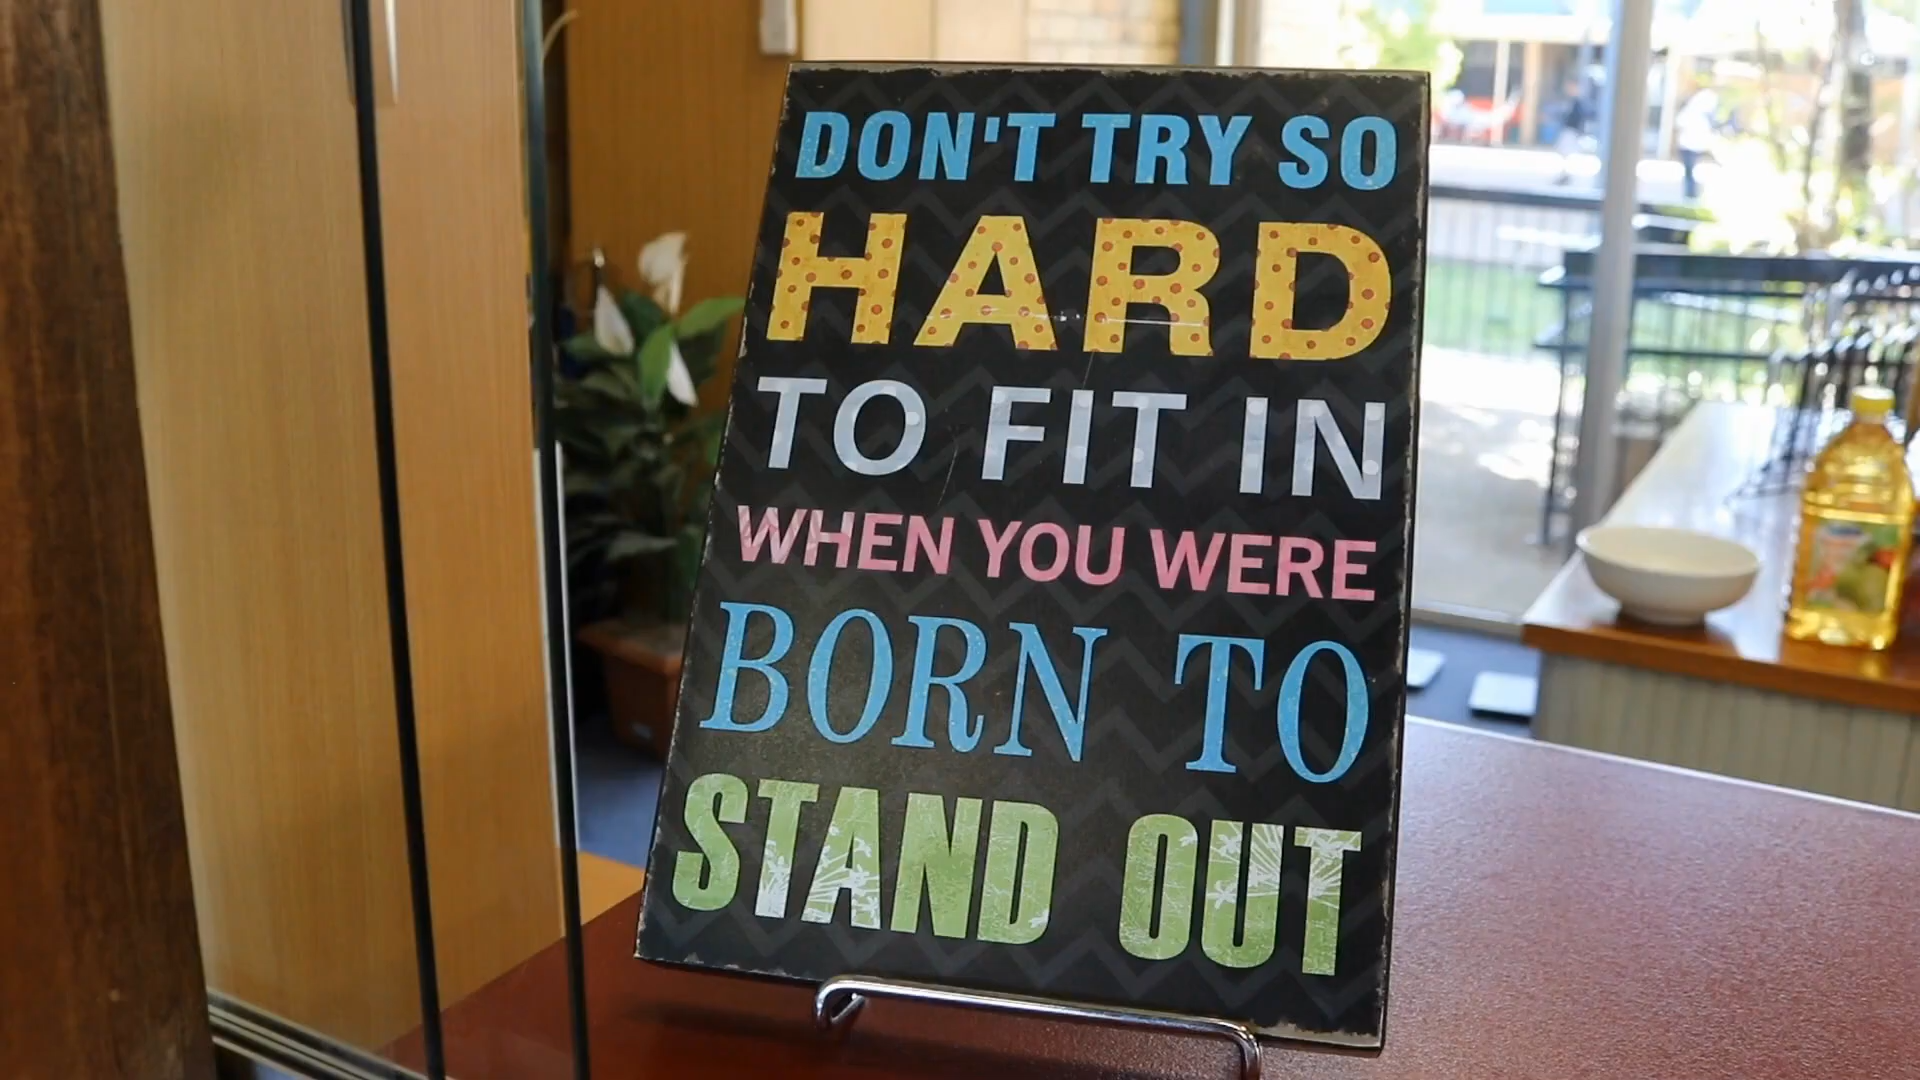 DON'T TRY SO
HARD
TO FIT IN
WHEN YOU WERE
BORN TO
STAND OUT